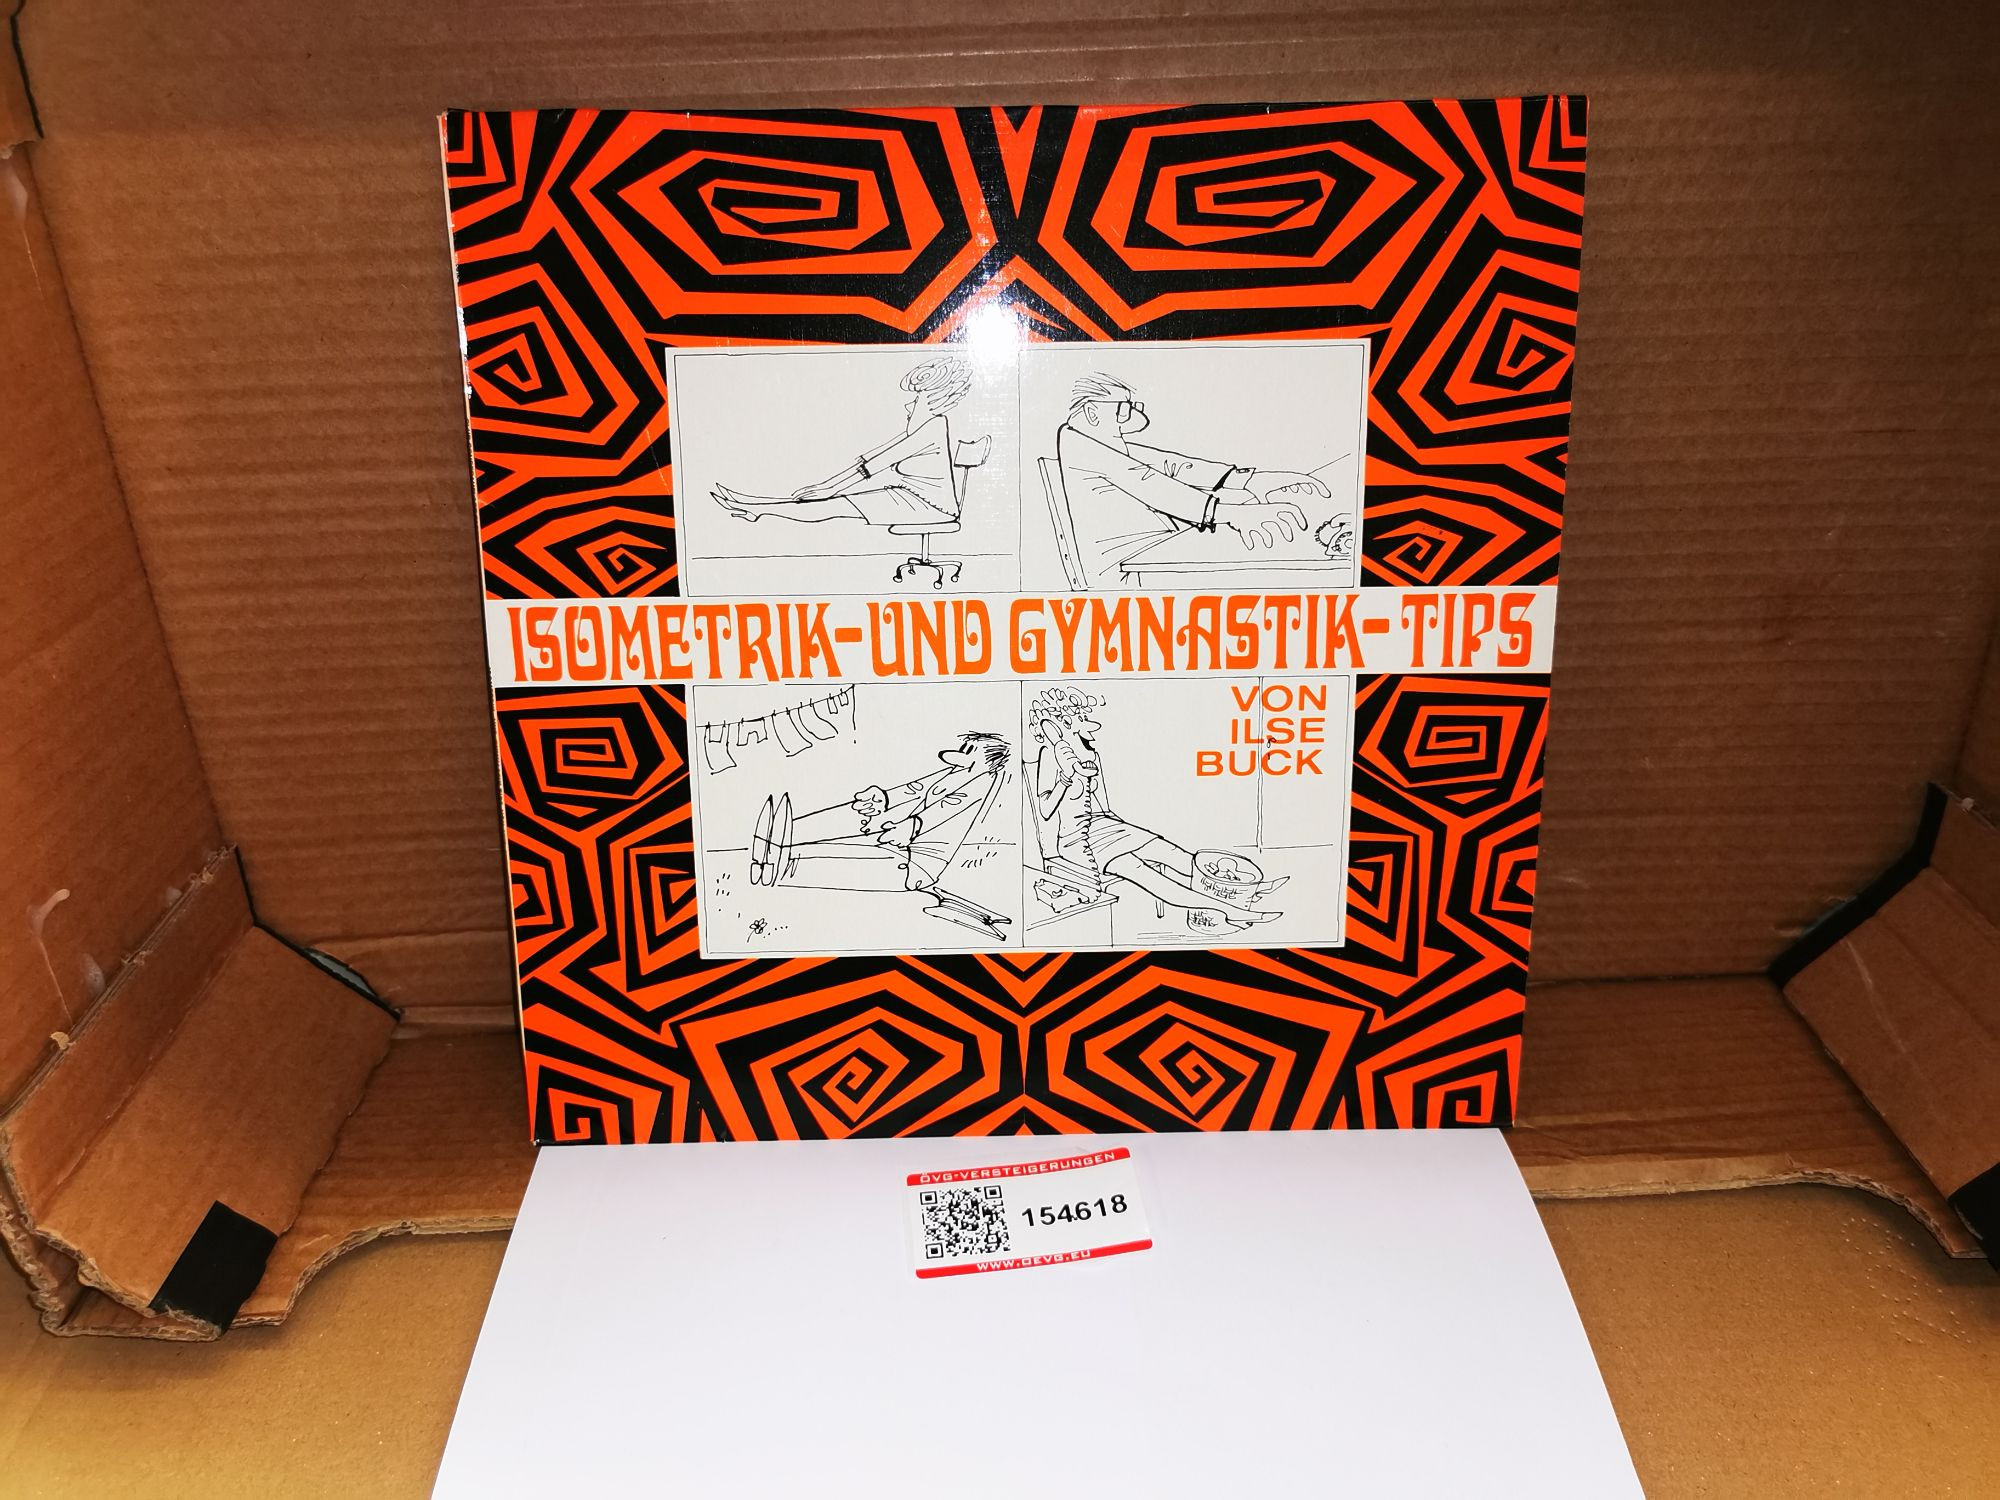 ISOMETRIK-UND GYMNASTIK-TIPS
VON
ILSE
BUCK
ÖVG-VERSTEIGERUNGEN
154618
WWW.OEVG.EU